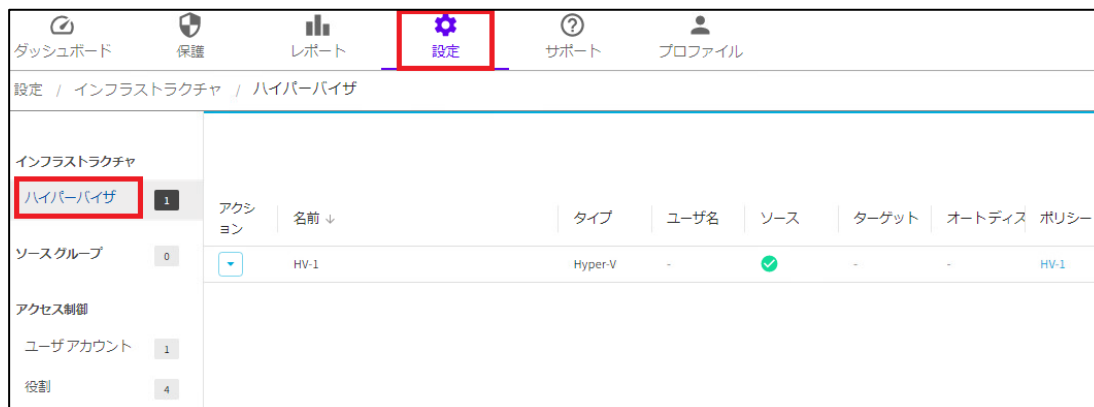 ダッシュボード 保護 レポート 設定 サポート プロファイル
設定 / インフラストラクチャ / ハイパーバイザ
インフラストラクチャ
ハイパーバイザ 1
ソースグループ 0
アクセス制御
ユーザ アカウント 1
役割 4
アクシ
ョン 名前 ↓ タイプ ユーザ名 ソース ターゲット オートディス ポリシー
HV-1 Hyper-V - - - HV-1